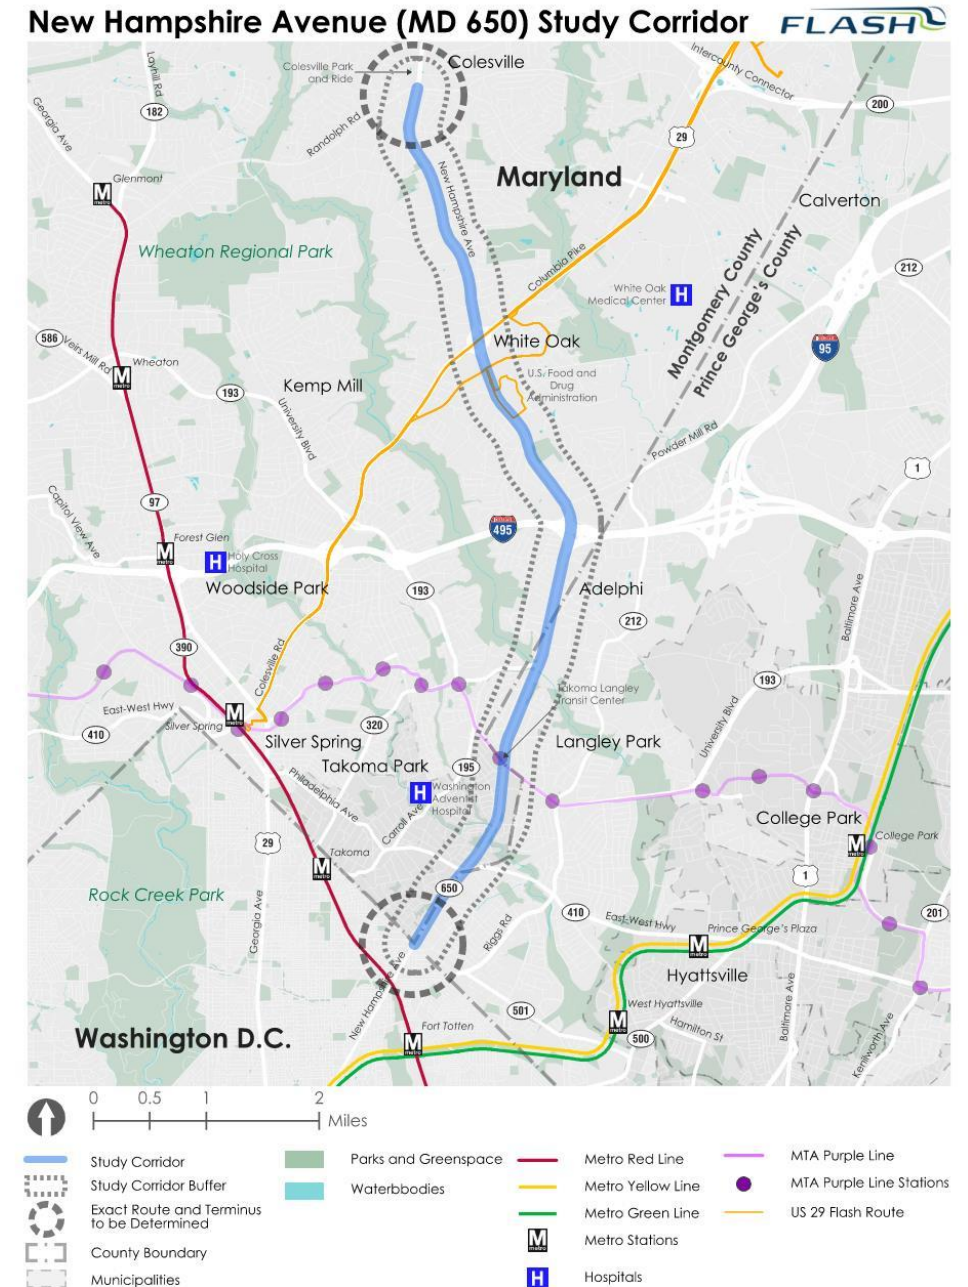 New Hampshire Avenue (MD 650) Study Corridor
FLASH
Colesville Park
and Ride
Colesville
Layhill Rd
Georgia Ave
182
Randolph Rd
Intercounty Connector
200
29
Glenmont
New Hampshire Ave
Maryland
Calverton
Wheaton Regional Park
Columbia Pike
Montgomery County
Prince George's County
212
White Oak
Medical Center
H
586
Veirs Mill Rd
M
metro
Wheaton
White Oak
95
193
Kemp Mill
U.S. Food and
Drug
Administration
University Blvd
Powder Mill Rd
1
Capitol View Ave
97
495
Forest Glen
M
metro
H
Holy Cross
Hospital
Woodside Park
193
Adelphi
212
Baltimore Ave
390
Colesville Rd
193
University Blvd
Takoma Langley
Transit Center
East-West Hwy
410
Silver Spring
M
metro
320
Silver Spring
Langley Park
Takoma Park
195
Philadelphia Ave
H
Washington
Adventist
Hospital
Carroll Ave
College Park
College Park
M
metro
29
Takoma
M
metro
1
Rock Creek Park
650
Georgia Ave
410
East-West Hwy
Riggs Rd
Prince George's Plaza
M
metro
201
Hyattsville
New Hampshire Ave
Baltimore Ave
West Hyattsville
M
metro
501
Hamilton St
500
Kenilworth Ave
Washington D.C.
Fort Totten
M
metro
0 0.5 1 2
Miles
Study Corridor
Study Corridor Buffer
Exact Route and Terminus
to be Determined
County Boundary
Municipalities
Parks and Greenspace
Waterbbodies
Metro Red Line
Metro Yellow Line
Metro Green Line
M
metro
Metro Stations
H
Hospitals
MTA Purple Line
MTA Purple Line Stations
US 29 Flash Route